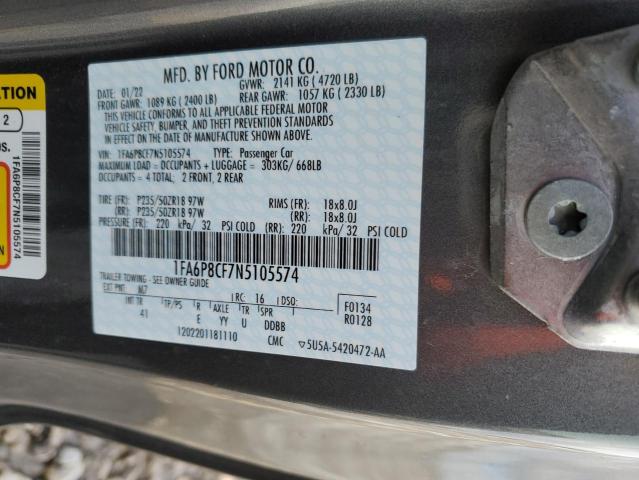 MFD. BY FORD MOTOR CO.
01/22 GVWR: 2141 KG ( 4720 LB)
FRONT GAWR: 1089 KG ( 2400 LB) REAR GAWR: 1057 KG ( 2330 LB)
THIS VEHICLE CONFORMS TO ALL APPLICABLE FEDERAL MOTOR
VEHICLE SAFETY, BUMPER, AND THEFT PREVENTION STANDARDS
IN EFFECT ON THE DATE OF MANUFACTURE SHOWN ABOVE.
VIN: 1FA6P8CF7N5105574 TYPE: Passenger Car
MAXIMUM LOAD = OCCUPANTS + LUGGAGE = 303KG/ 668LB
OCCUPANTS = 4 TOTAL; 2 FRONT, 2 REAR
TIRE (FR): P235/50ZR18 97W RIMS (FR): 18x8.0J
(RR): P235/50ZR18 97W (RR): 18x8.0J
PRESSURE (FR): 220 kPa/ 32 PSI COLD (RR): 220 kPa/ 32 PSI COLD
1FA6P8CF7N5105574
TRAILER TOWING - SEE OWNER GUIDE
EXT PNT: M7 RC: 16 DSO: F0134
INT TR TP/PS R AXLE TR SPR R0128
41 E YY U DDBB
1202201181110 CMC ▽5U5A-5420472-AA
2
DS.
1FA6P8CF7N5105574